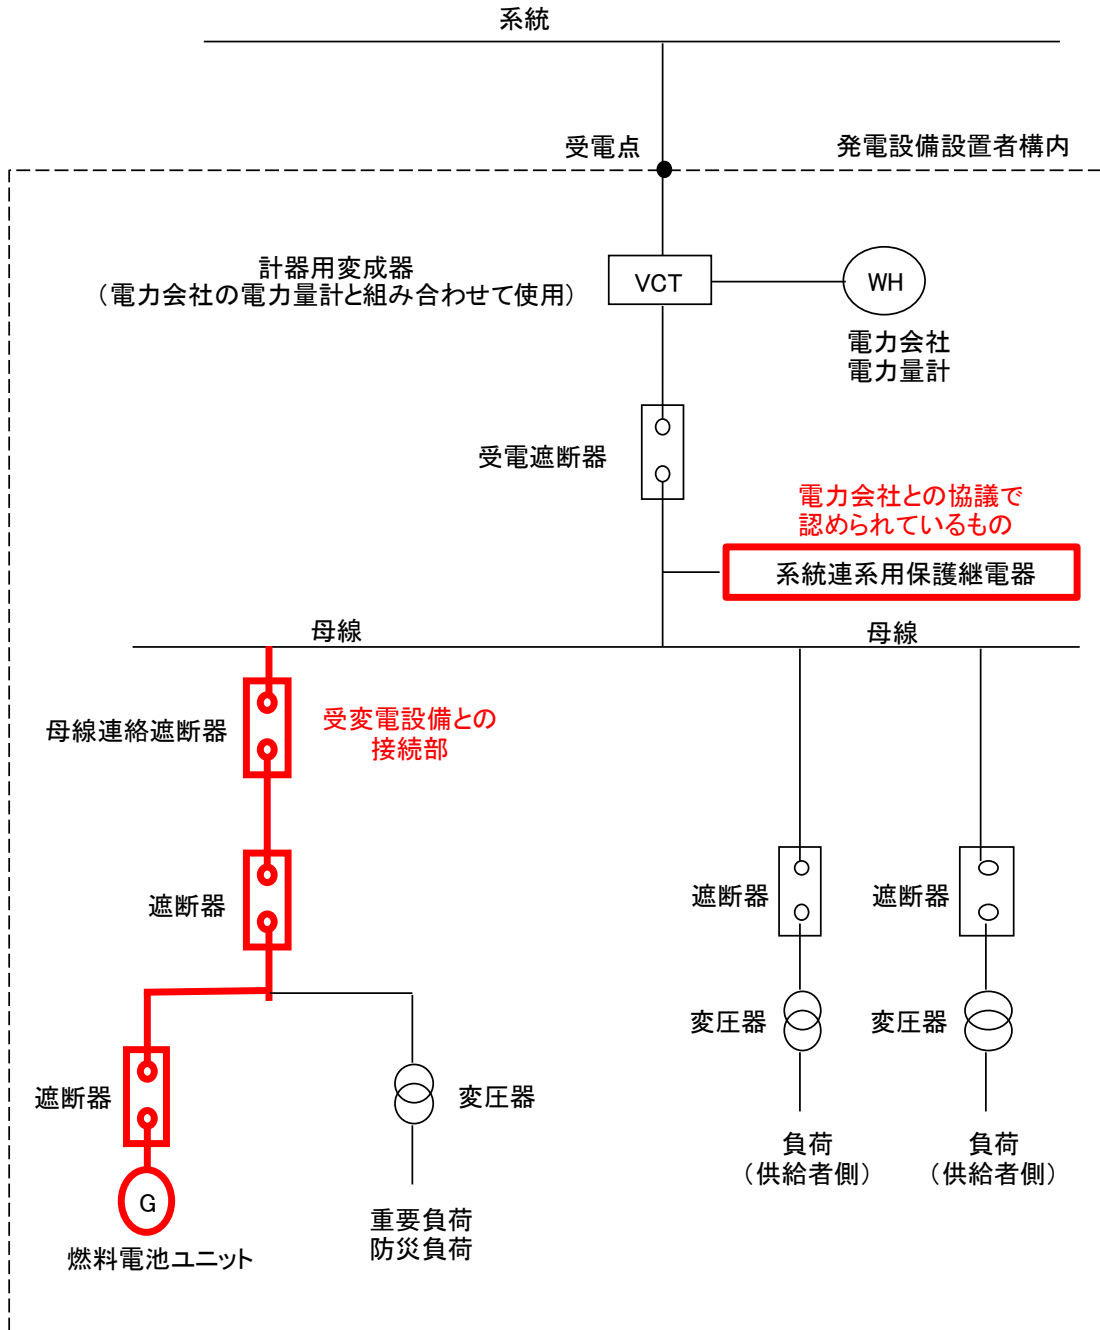 系統
受電点
発電設備設置者構内
計器用変成器
（電力会社の電力量計と組み合わせて使用）
VCT
WH
電力会社
電力量計
受電遮断器
電力会社との協議で
認められているもの
系統連系用保護継電器
母線
母線
母線連絡遮断器
受変電設備との
接続部
遮断器
遮断器
遮断器
変圧器
変圧器
遮断器
変圧器
負荷
（供給者側）
負荷
（供給者側）
G
燃料電池ユニット
重要負荷
防災負荷